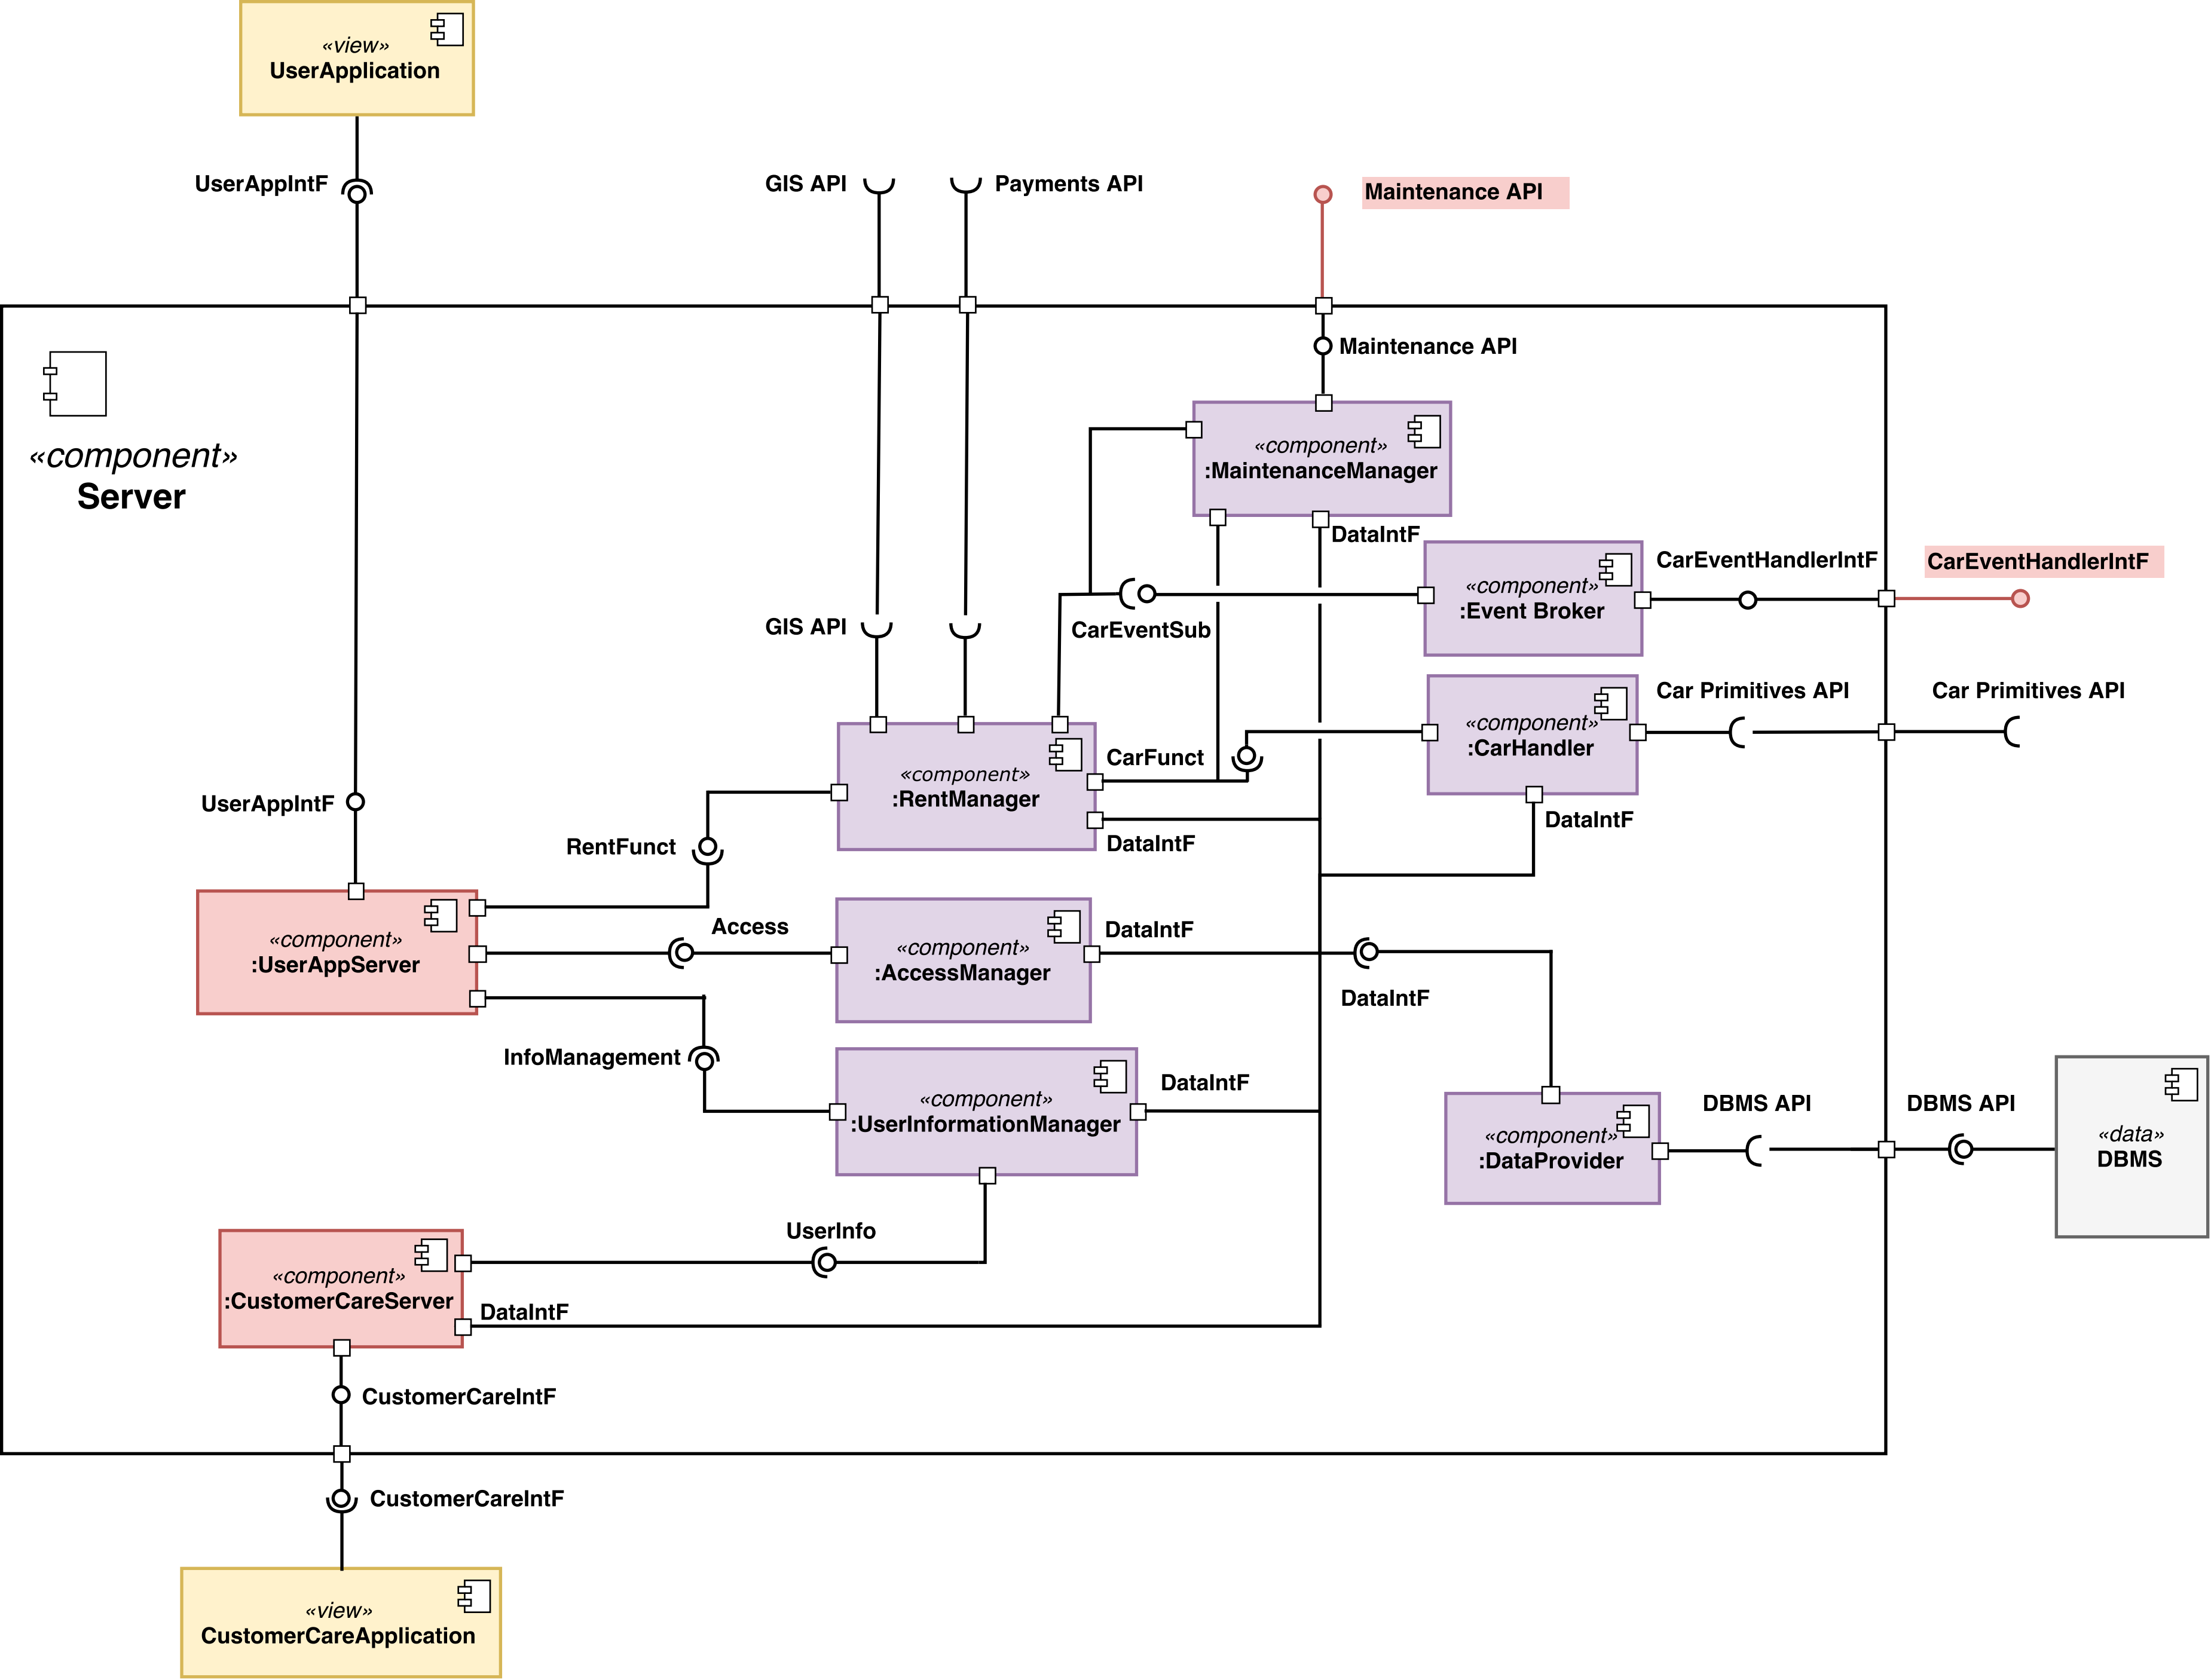 «view»
UserApplication
UserAppIntF
GIS API
Payments API
Maintenance API
Maintenance API
«component»
Server
«component»
:MaintenanceManager
DataIntF
«component»
:Event Broker
CarEventHandlerIntF
CarEventHandlerIntF
GIS API
CarEventSub
«component»
:CarHandler
Car Primitives API
Car Primitives API
DataIntF
«component»
:RentManager
CarFunct
DataIntF
UserAppIntF
RentFunct
«component»
:UserAppServer
Access
«component»
:AccessManager
DataIntF
DataIntF
InfoManagement
«component»
:UserInformationManager
DataIntF
«component»
:DataProvider
DBMS API
DBMS API
«data»
DBMS
UserInfo
«component»
:CustomerCareServer
DataIntF
CustomerCareIntF
CustomerCareIntF
«view»
CustomerCareApplication